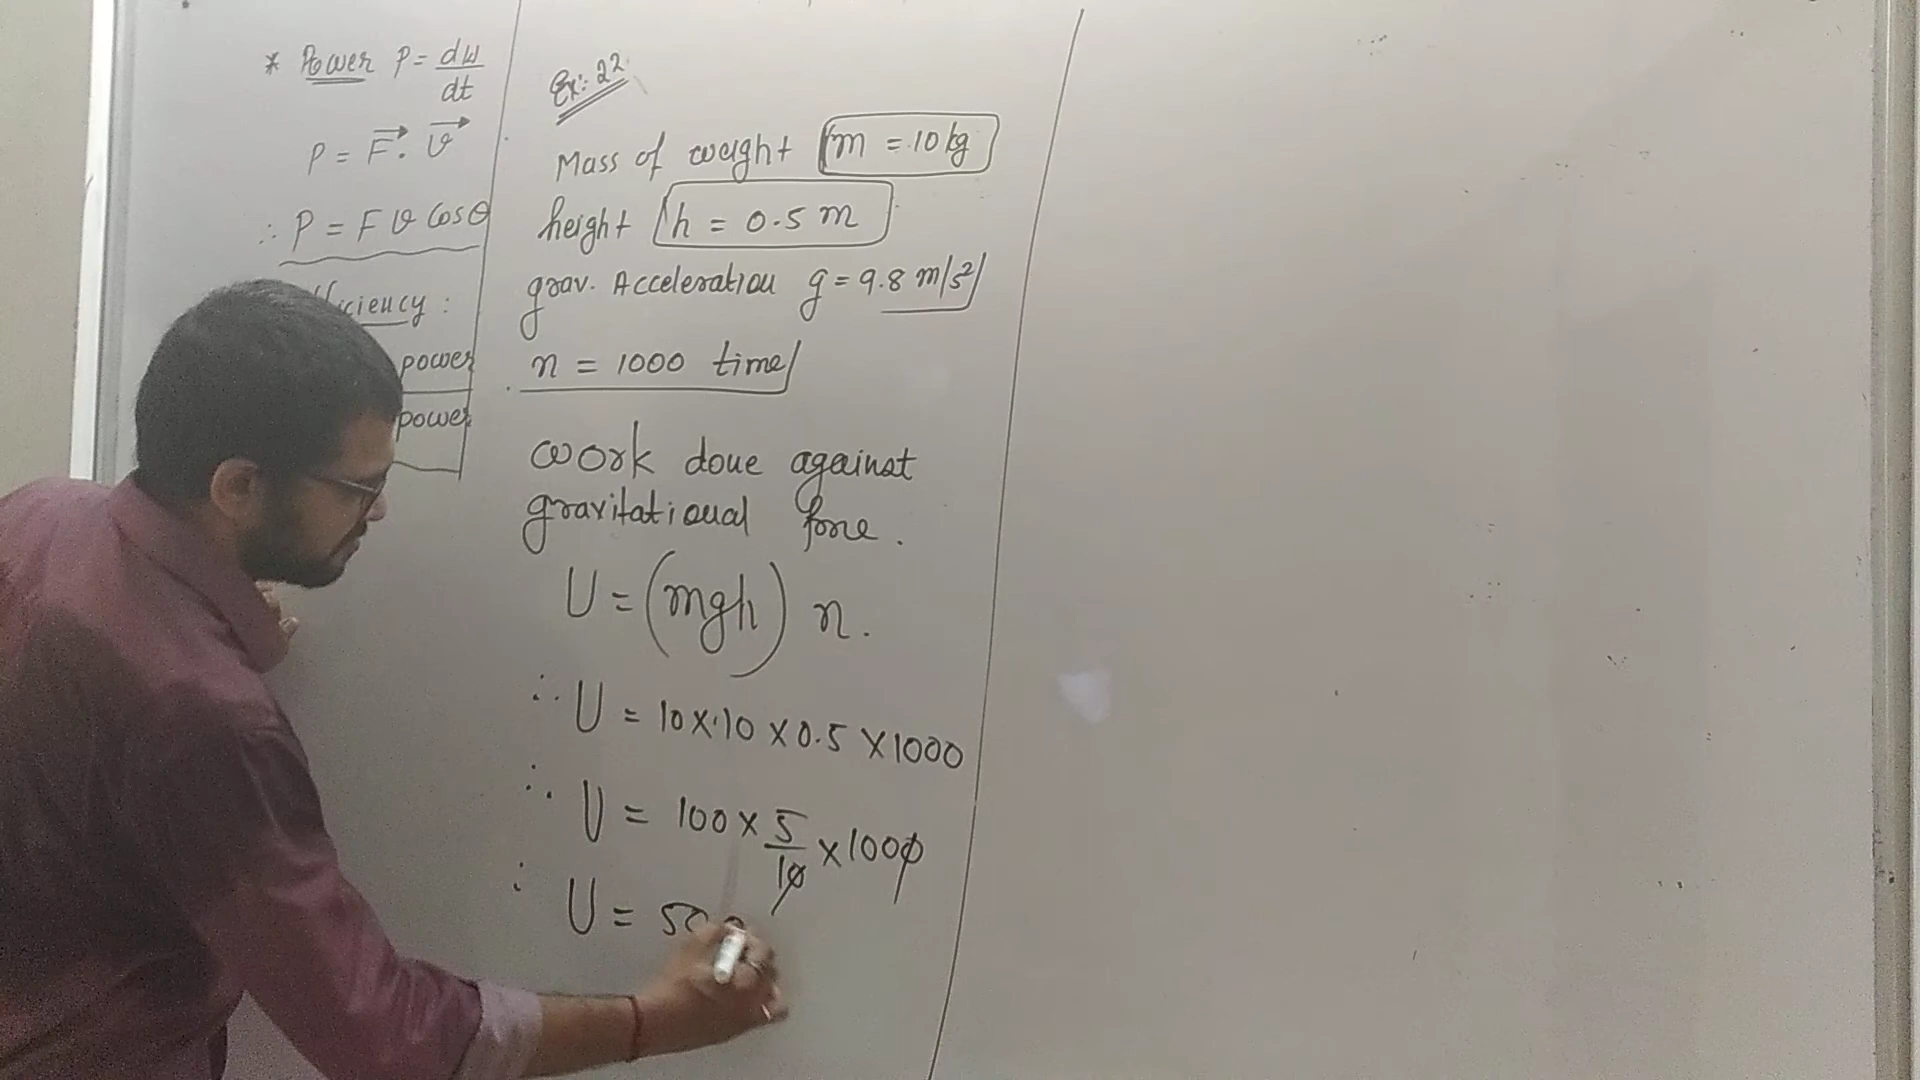 * Power P = dW/dt
P = F⃗ . v⃗
∴ P = F v Cosθ
iciency :
power
power
Ex: 22
Mass of weight m = 10 kg
height h = 0.5 m
grav. Acceleration g = 9.8 m/s²
n = 1000 time
work done against
gravitational force.
U = (mgh) n.
∴ U = 10 × 10 × 0.5 × 1000
∴ U = 100 × 5/10 × 1000
∴ U =